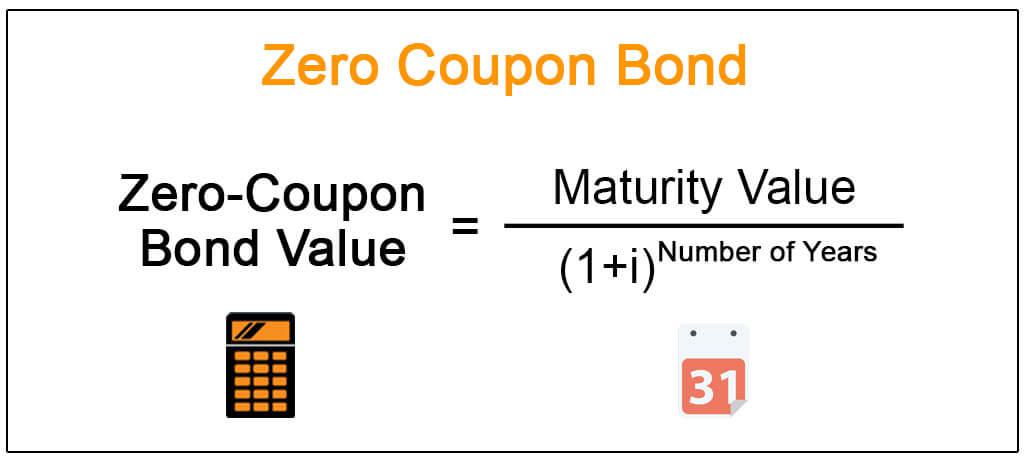 Zero Coupon Bond
Zero-Coupon
Bond Value
=
Maturity Value
(1+i)Number of Years
31